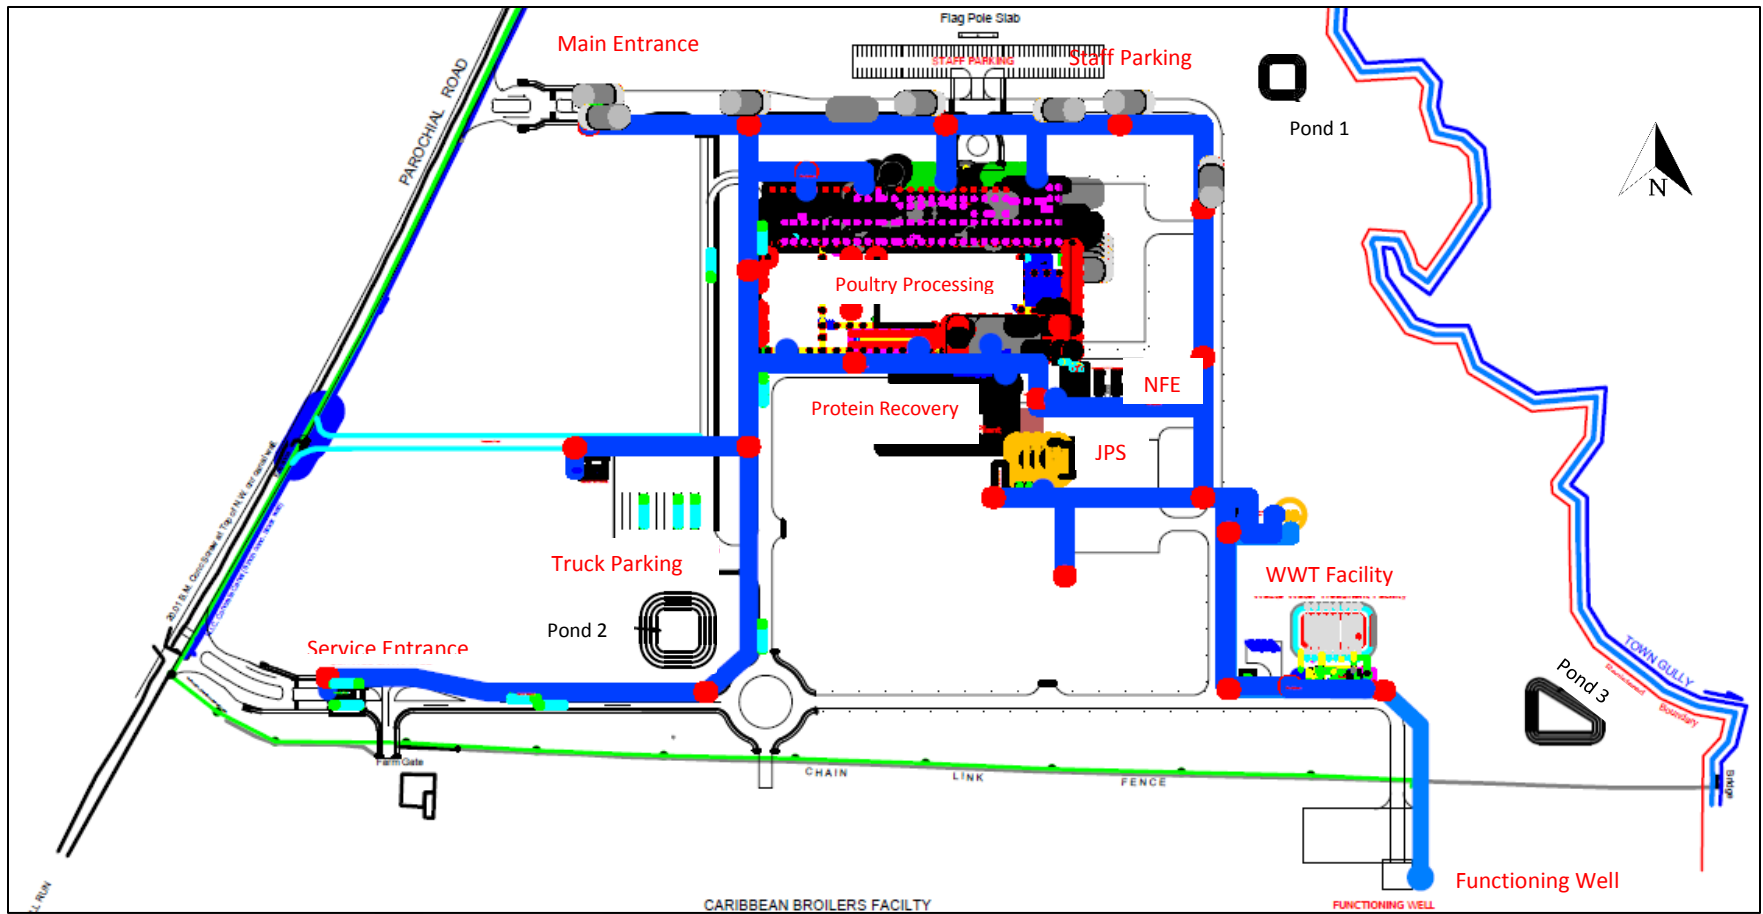 Flag Pole Slab
Main Entrance
STAFF PARKING
Staff Parking
PAROCHIAL ROAD
Pond 1
N
Poultry Processing
NFE
Protein Recovery
JPS
Truck Parking
WWT Facility
Pond 2
Service Entrance
TOWN GULLY
Pond 3
Boundary
Farm Gate
CHAIN LINK FENCE
Bridge
Functioning Well
CARIBBEAN BROILERS FACILTY
FUNCTIONING WELL